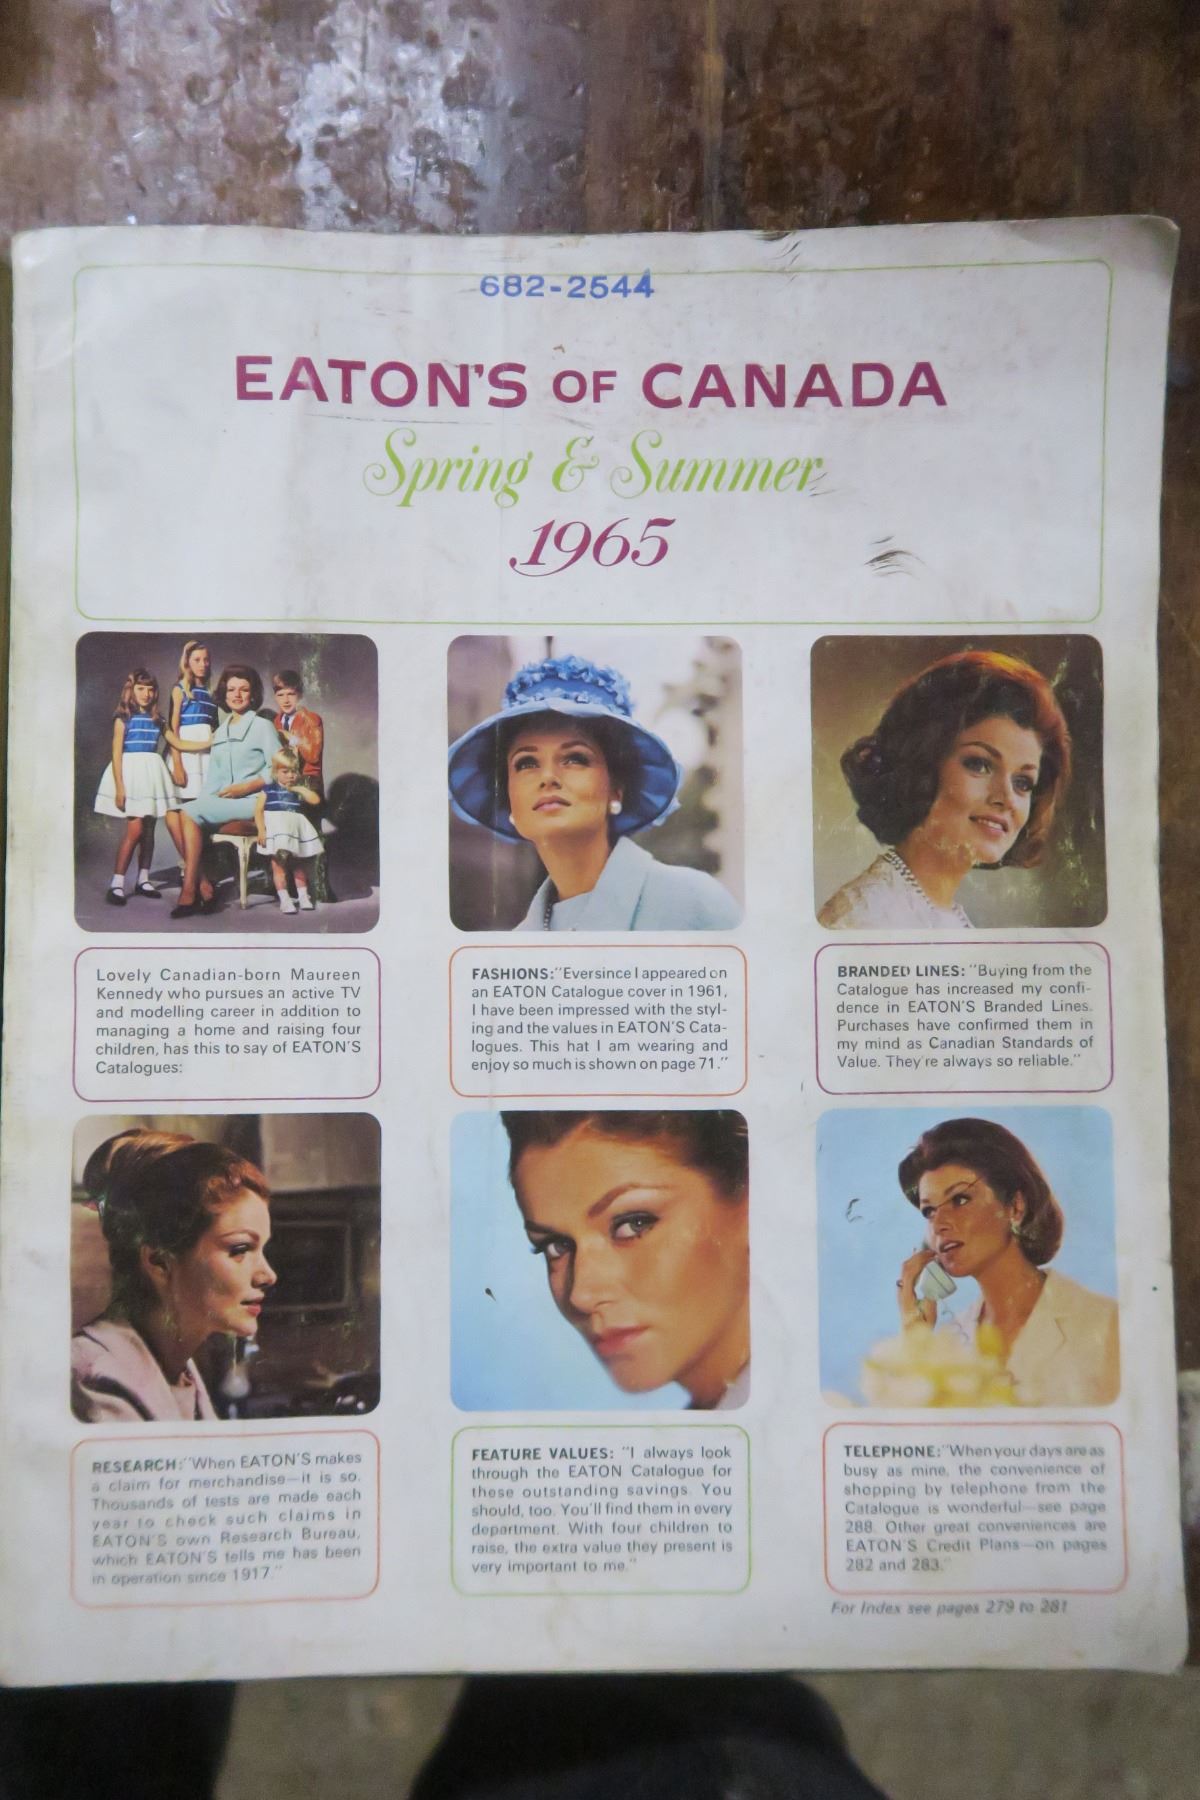 682-2544
EATON'S OF CANADA
Spring & Summer
1965
Lovely Canadian-born Maureen
Kennedy who pursues an active TV
and modelling career in addition to
managing a home and raising four
children, has this to say of EATON'S
Catalogues:
FASHIONS: "Ever since I appeared on
an EATON Catalogue cover in 1961,
I have been impressed with the styl-
ing and the values in EATON'S Cata-
logues. This hat I am wearing and
enjoy so much is shown on page 71."
BRANDED LINES: "Buying from the
Catalogue has increased my confi-
dence in EATON'S Branded Lines.
Purchases have confirmed them in
my mind as Canadian Standards of
Value. They're always so reliable."
RESEARCH: "When EATON'S makes
a claim for merchandise—it is so.
Thousands of tests are made each
year to check such claims in
EATON'S own Research Bureau,
which EATON'S tells me has been
in operation since 1917."
FEATURE VALUES: "I always look
through the EATON Catalogue for
these outstanding savings. You
should, too. You'll find them in every
department. With four children to
raise, the extra value they present is
very important to me."
TELEPHONE: "When your days are as
busy as mine, the convenience of
shopping by telephone from the
Catalogue is wonderful—see page
288. Other great conveniences are
EATON'S Credit Plans—on pages
282 and 283."
For Index see pages 279 to 281